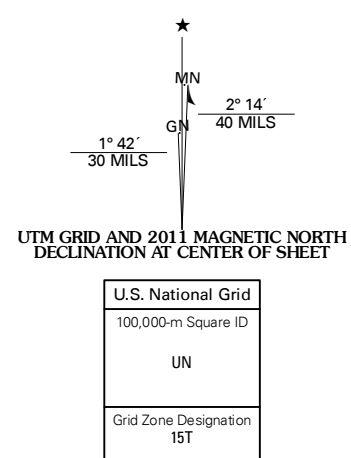 ★
MN
2° 14´
40 MILS
GN
1° 42´
30 MILS
UTM GRID AND 2011 MAGNETIC NORTH
DECLINATION AT CENTER OF SHEET
U.S. National Grid
100,000-m Square ID
UN
Grid Zone Designation
15T